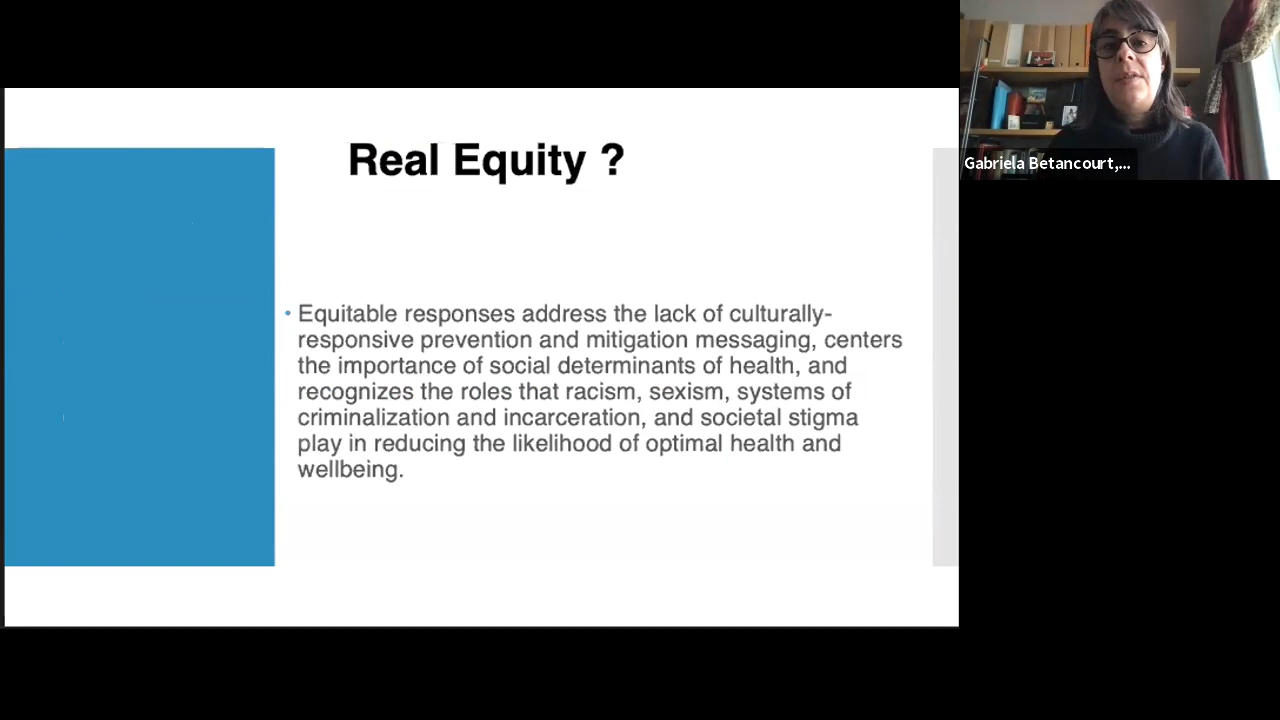 Real Equity ?
• Equitable responses address the lack of culturally-
responsive prevention and mitigation messaging, centers
the importance of social determinants of health, and
recognizes the roles that racism, sexism, systems of
criminalization and incarceration, and societal stigma
play in reducing the likelihood of optimal health and
wellbeing.
Gabriela Betancourt,...